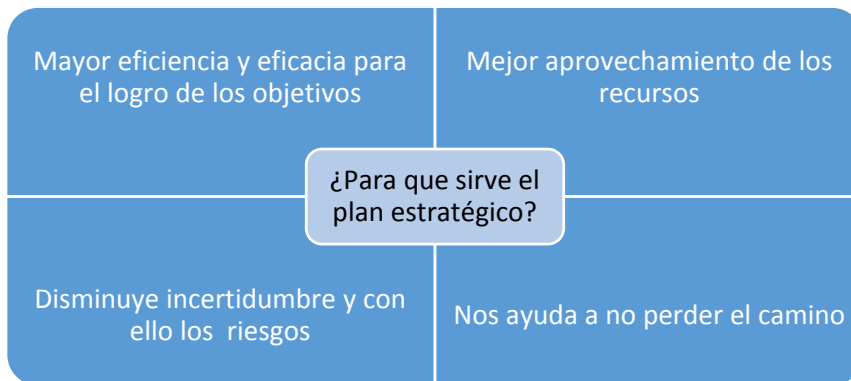 Mayor eficiencia y eficacia para
el logro de los objetivos
Mejor aprovechamiento de los
recursos
¿Para que sirve el
plan estratégico?
Disminuye incertidumbre y con
ello los  riesgos
Nos ayuda a no perder el camino